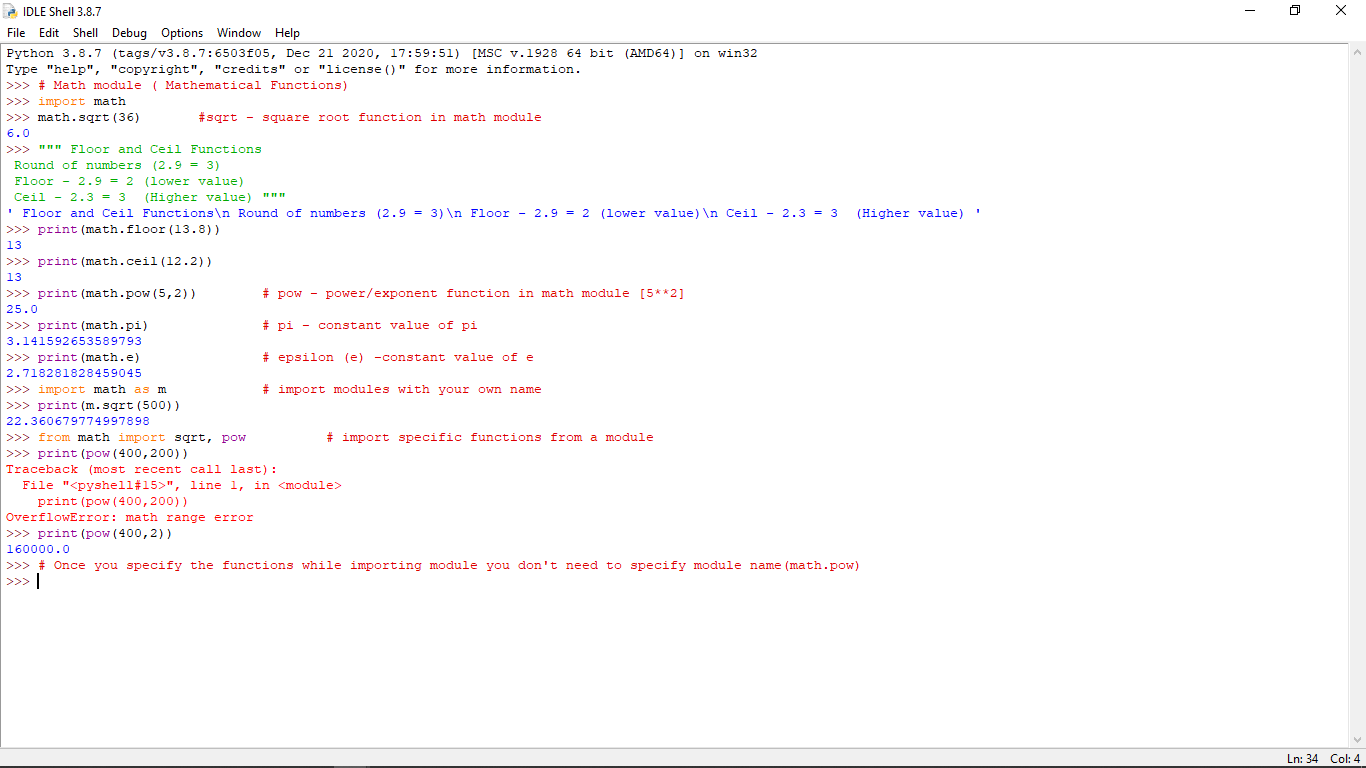 IDLE Shell 3.8.7
File Edit Shell Debug Options Window Help
Python 3.8.7 (tags/v3.8.7:6503f05, Dec 21 2020, 17:59:51) [MSC v.1928 64 bit (AMD64)] on win32
Type "help", "copyright", "credits" or "license()" for more information.
>>> # Math module ( Mathematical Functions)
>>> import math
>>> math.sqrt(36)       #sqrt - square root function in math module
6.0
>>> """ Floor and Ceil Functions
 Round of numbers (2.9 = 3)
 Floor - 2.9 = 2 (lower value)
 Ceil - 2.3 = 3  (Higher value) """
' Floor and Ceil Functions\n Round of numbers (2.9 = 3)\n Floor - 2.9 = 2 (lower value)\n Ceil - 2.3 = 3  (Higher value) '
>>> print(math.floor(13.8))
13
>>> print(math.ceil(12.2))
13
>>> print(math.pow(5,2))        # pow - power/exponent function in math module [5**2]
25.0
>>> print(math.pi)              # pi - constant value of pi
3.141592653589793
>>> print(math.e)               # epsilon (e) -constant value of e
2.718281828459045
>>> import math as m            # import modules with your own name
>>> print(m.sqrt(500))
22.360679774997898
>>> from math import sqrt, pow          # import specific functions from a module
>>> print(pow(400,200))
Traceback (most recent call last):
  File "<pyshell#15>", line 1, in <module>
    print(pow(400,200))
OverflowError: math range error
>>> print(pow(400,2))
160000.0
>>> # Once you specify the functions while importing module you don't need to specify module name(math.pow)
>>>
Ln: 34 Col: 4